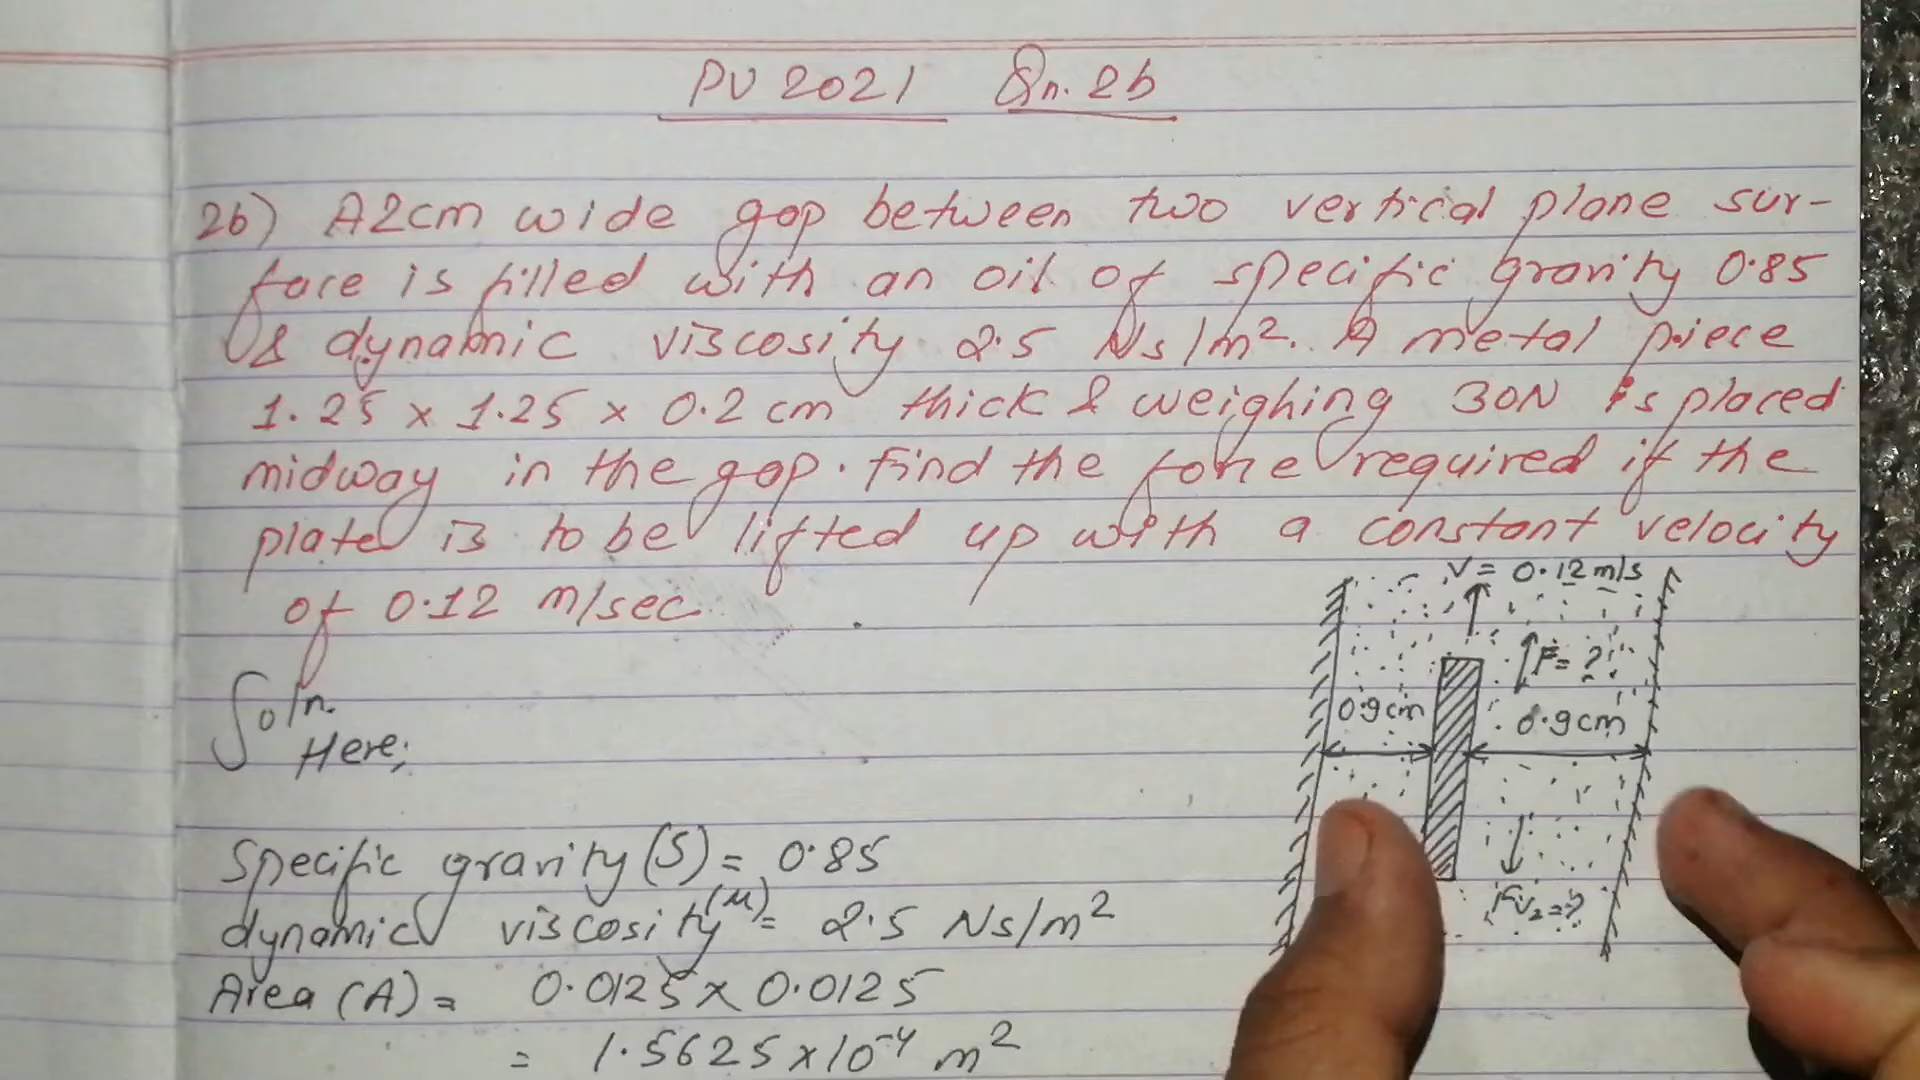 PU 2021 Qn. 2b
2b) A 2cm wide gap between two vertical plane sur-
face is filled with an oil of specific gravity 0.85
& dynamic viscosity 2.5 Ns/m². A metal piece
1.25 x 1.25 x 0.2 cm thick & weighing 30N is placed
midway in the gap. Find the force required if the
plate is to be lifted up with a constant velocity
of 0.12 m/sec.
V = 0.12 m/s
F = ?
0.9cm
0.9cm
Fv₂ = ?
Soln.
Here;
Specific gravity (S) = 0.85
dynamic viscosity (μ) = 2.5 Ns/m²
Area (A) = 0.0125 x 0.0125
= 1.5625 x 10⁻⁴ m²